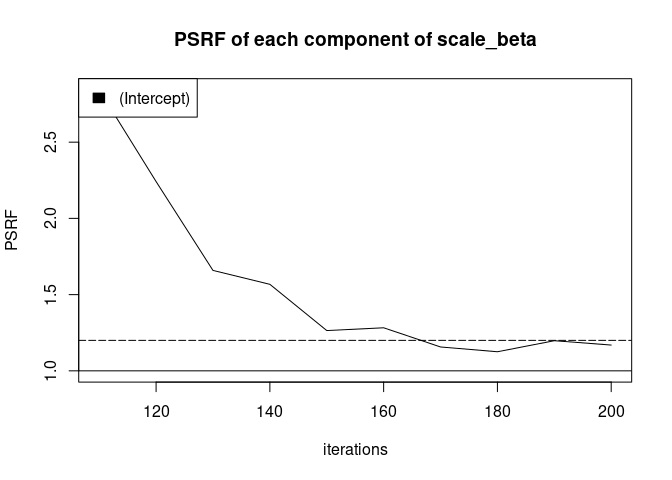 PSRF of each component of scale_beta
(Intercept)
PSRF
2.5
2.0
1.5
1.0
120 140 160 180 200
iterations